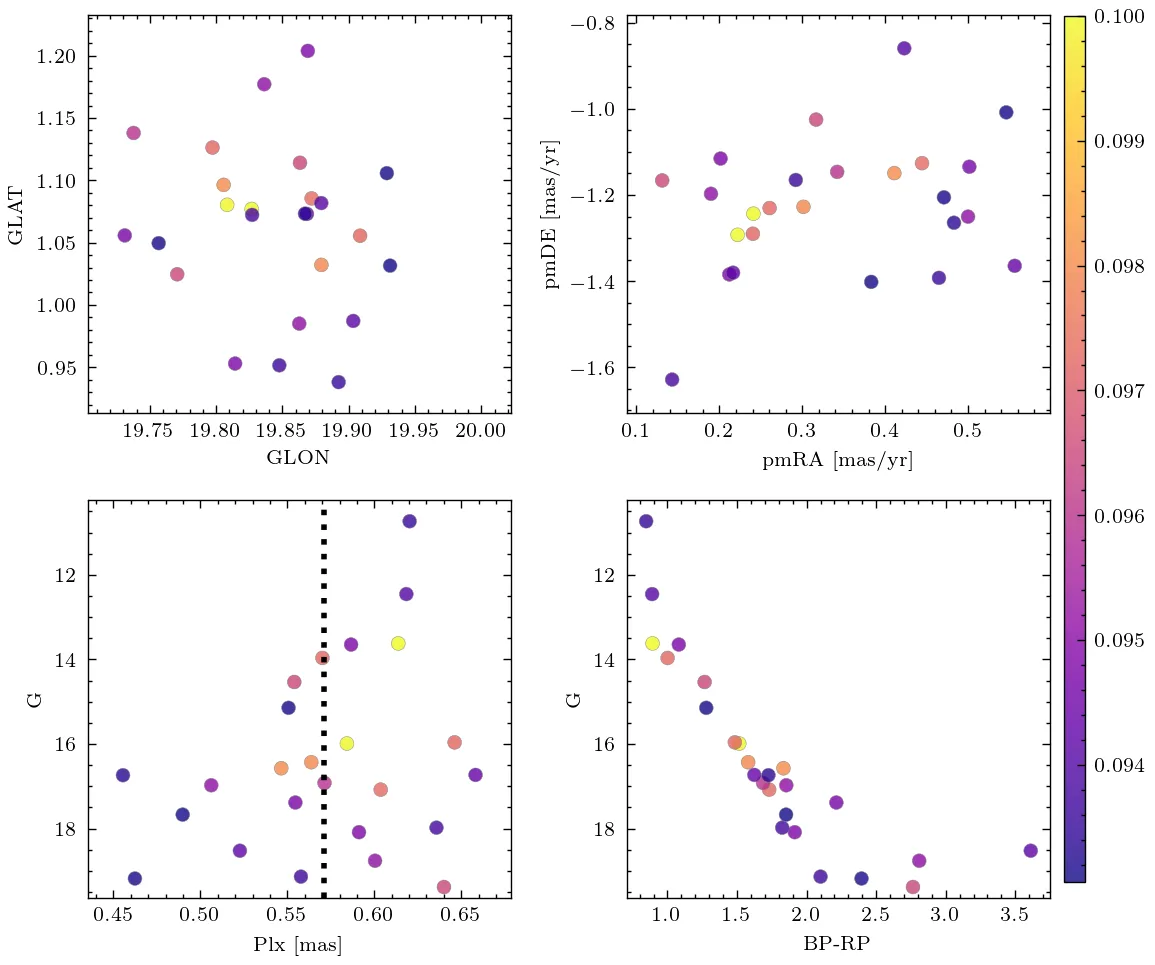 1.20
1.15
1.10
1.05
1.00
0.95
GLAT
19.75 19.80 19.85 19.90 19.95 20.00
GLON
−0.8
−1.0
−1.2
−1.4
−1.6
pmDE [mas/yr]
0.1 0.2 0.3 0.4 0.5
pmRA [mas/yr]
12
14
16
18
G
0.45 0.50 0.55 0.60 0.65
Plx [mas]
12
14
16
18
G
1.0 1.5 2.0 2.5 3.0 3.5
BP-RP
0.100
0.099
0.098
0.097
0.096
0.095
0.094